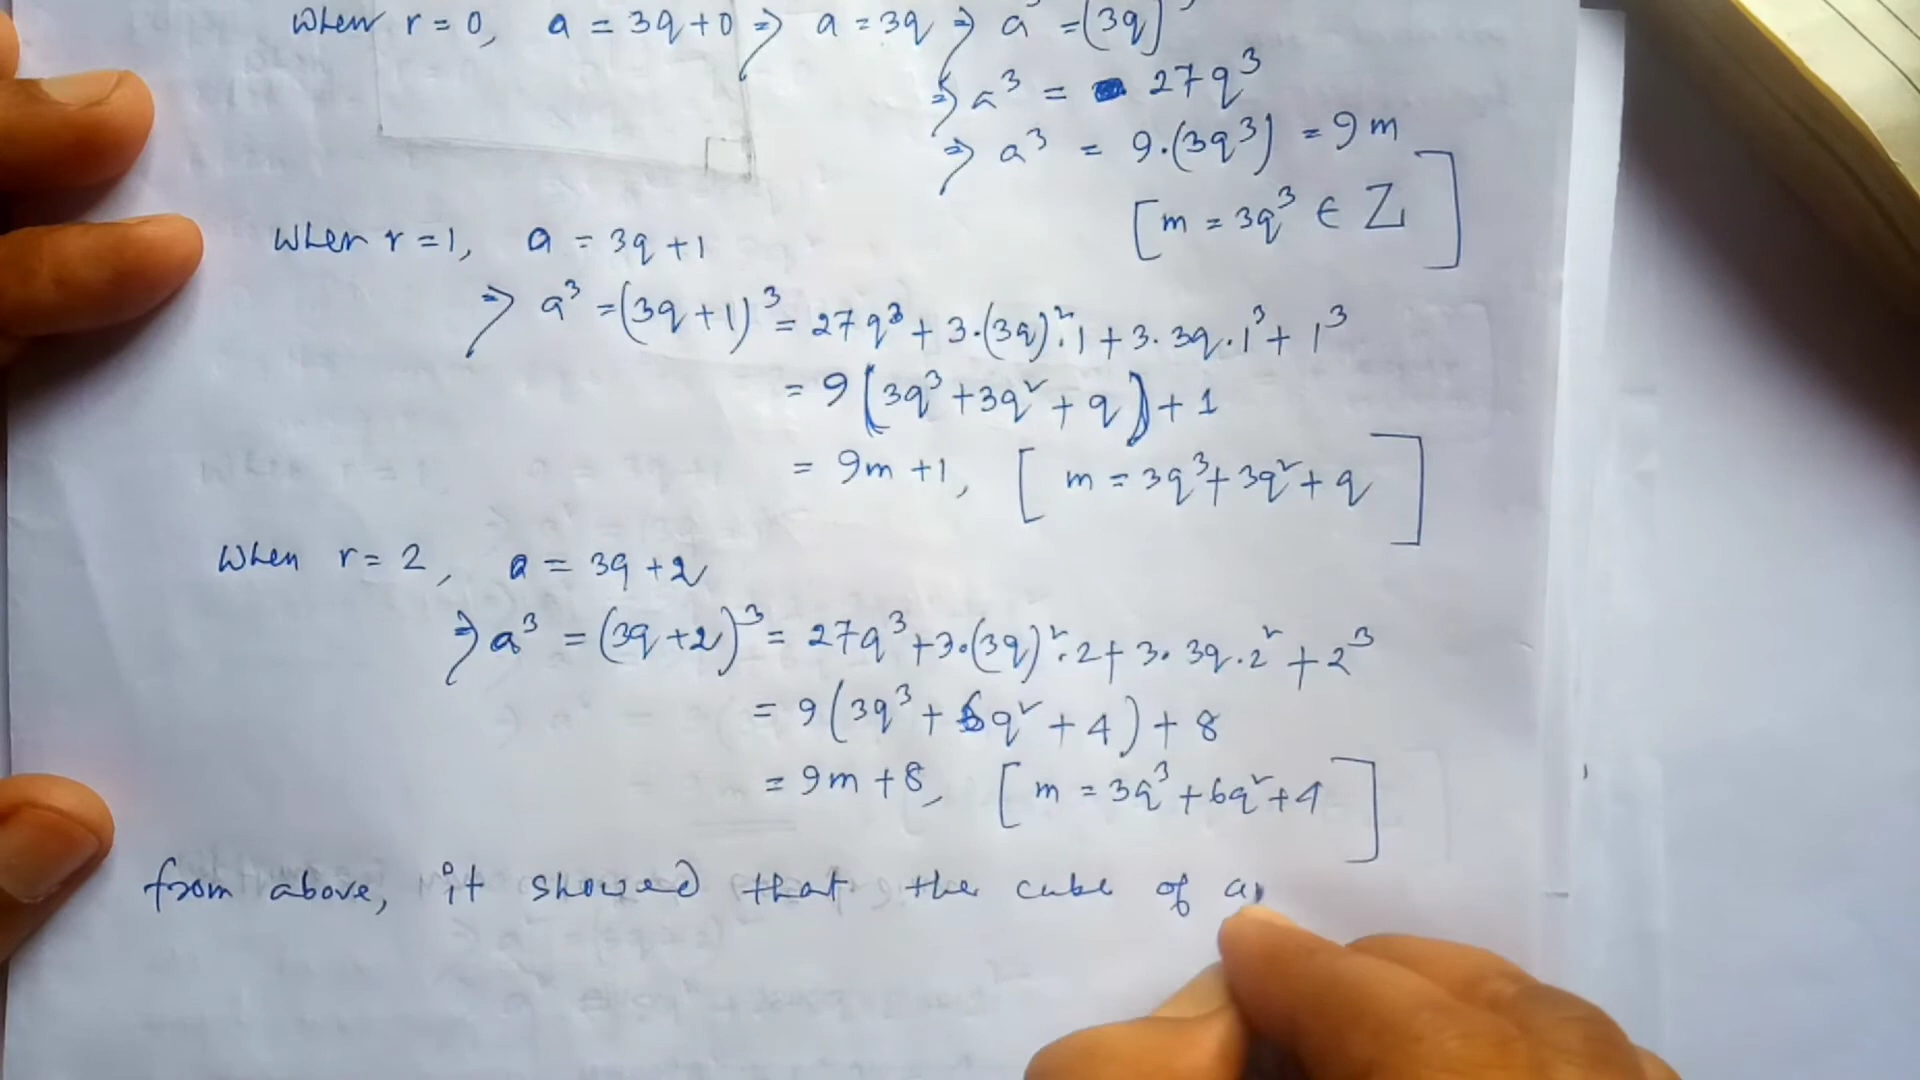 when r = 0, a = 3q + 0 ⇒ a = 3q ⇒ a³ = (3q)³
⇒ a³ = 27q³
⇒ a³ = 9.(3q³) = 9m
[m = 3q³ ∈ Z]
when r = 1, a = 3q + 1
⇒ a³ = (3q + 1)³ = 27q³ + 3.(3q)².1 + 3. 3q.1³ + 1³
= 9(3q³ + 3q² + q) + 1
= 9m + 1, [m = 3q³ + 3q² + q]
When r = 2, a = 3q + 2
⇒ a³ = (3q + 2)³ = 27q³ + 3.(3q)².2 + 3. 3q.2² + 2³
= 9(3q³ + 6q² + 4) + 8
= 9m + 8, [m = 3q³ + 6q² + 4]
from above, it showed that the cube of